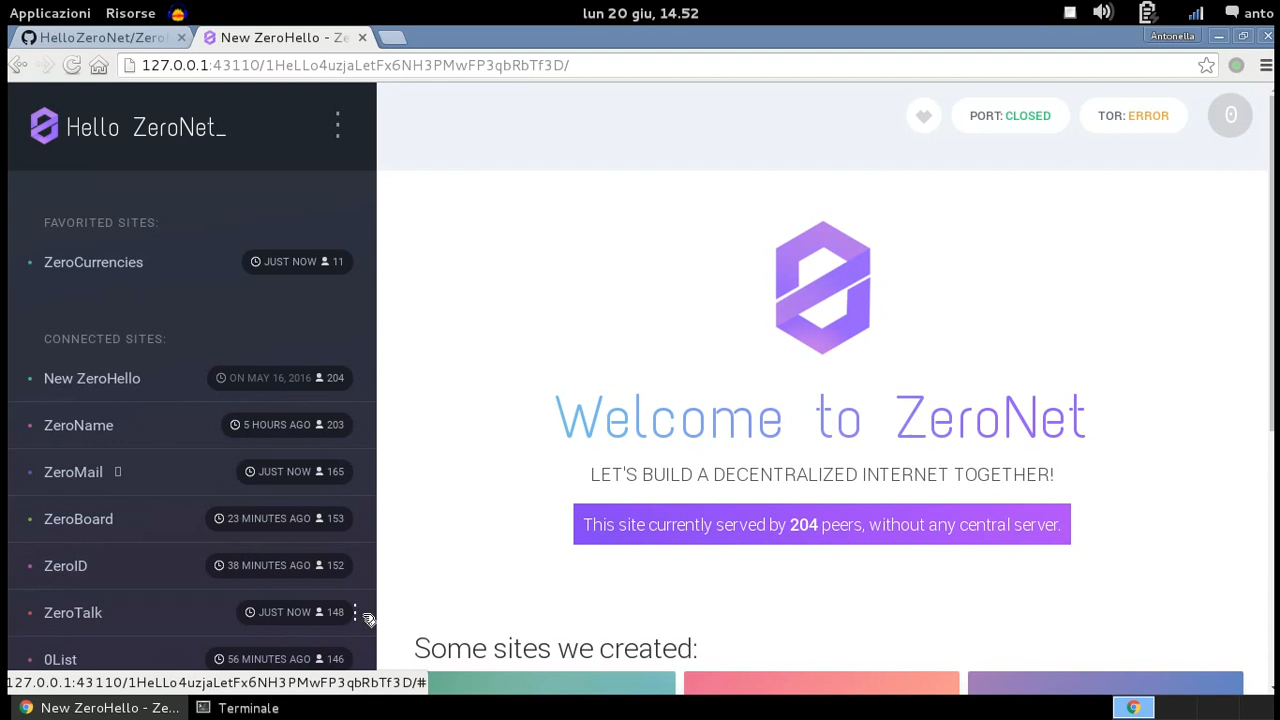 Applicazioni Risorse lun 20 giu, 14.52 anto
HelloZeroNet/Zero New ZeroHello - Ze Antonella
127.0.0.1:43110/1HeLLo4uzjaLetFx6NH3PMwFP3qbRbTf3D/
Hello ZeroNet_ PORT: CLOSED TOR: ERROR 0
FAVORITED SITES:
ZeroCurrencies JUST NOW 11
CONNECTED SITES:
New ZeroHello ON MAY 16, 2016 204
ZeroName 5 HOURS AGO 203
ZeroMail JUST NOW 165
ZeroBoard 23 MINUTES AGO 153
ZeroID 38 MINUTES AGO 152
ZeroTalk JUST NOW 148
0List 56 MINUTES AGO 146
Welcome to ZeroNet
LET'S BUILD A DECENTRALIZED INTERNET TOGETHER!
This site currently served by 204 peers, without any central server.
Some sites we created:
127.0.0.1:43110/1HeLLo4uzjaLetFx6NH3PMwFP3qbRbTf3D/#
New ZeroHello - Ze... Terminale